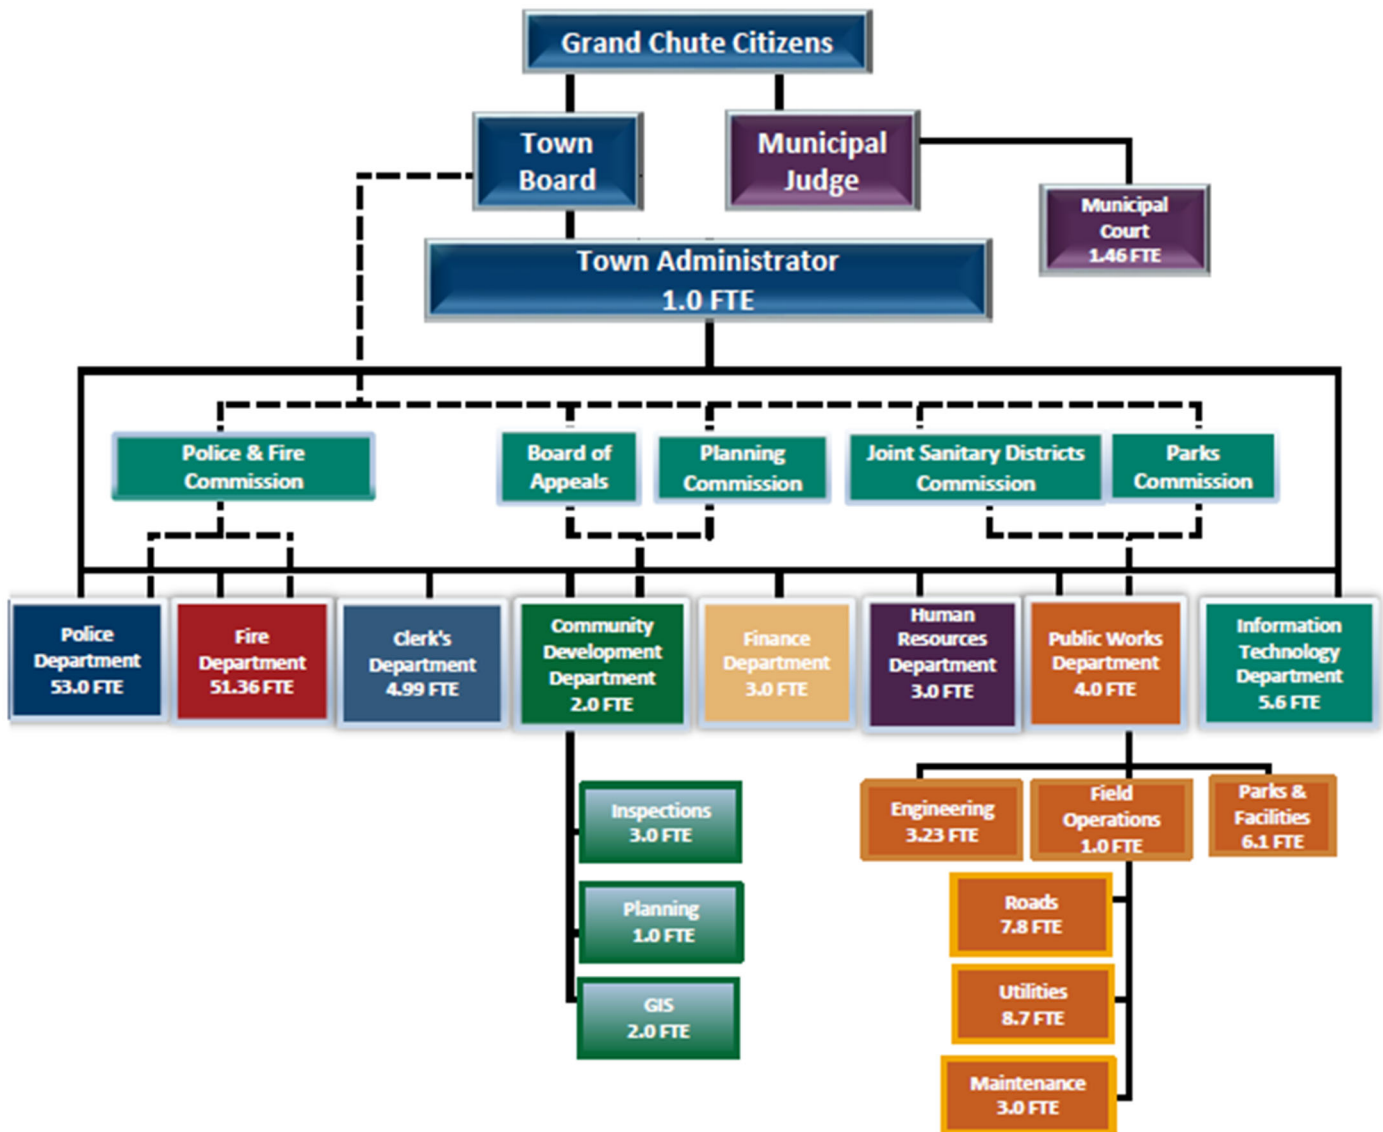 Grand Chute Citizens
Town
Board
Municipal
Judge
Municipal
Court
1.46 FTE
Town Administrator
1.0 FTE
Police & Fire
Commission
Board of
Appeals
Planning
Commission
Joint Sanitary Districts
Commission
Parks
Commission
Police
Department
53.0 FTE
Fire
Department
51.36 FTE
Clerk's
Department
4.99 FTE
Community
Development
Department
2.0 FTE
Finance
Department
3.0 FTE
Human
Resources
Department
3.0 FTE
Public Works
Department
4.0 FTE
Information
Technology
Department
5.6 FTE
Inspections
3.0 FTE
Planning
1.0 FTE
GIS
2.0 FTE
Engineering
3.23 FTE
Field
Operations
1.0 FTE
Parks &
Facilities
6.1 FTE
Roads
7.8 FTE
Utilities
8.7 FTE
Maintenance
3.0 FTE